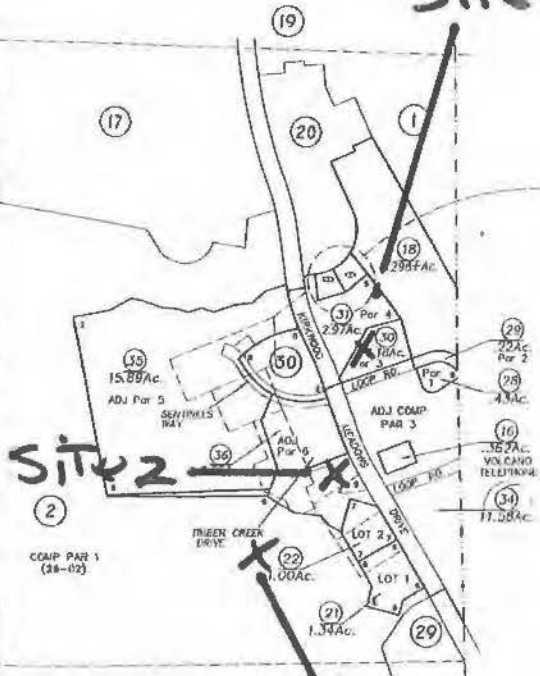 Site
19
17
20
1
18
.298±Ac.
31
2.97Ac.
Par 4
30
29
.22Ac.
Par 2
Par 1
28
.43Ac.
35
15.89Ac.
ADJ Par 5
30
KIRKWOOD
LOOP RD.
SENTINELS
WAY
ADJ COMP
PAR 3
16
.362Ac.
VOLCANO
TELEPHONE
36
ADJ
Par 6
MEADOWS
Site 2
X
LOOP RD.
34
11.58Ac.
2
TIMBER CREEK
DRIVE
DRIVE
LOT 2
COMP PAR 1
(26-02)
X
22
1.00Ac.
LOT 1
21
1.34Ac.
29